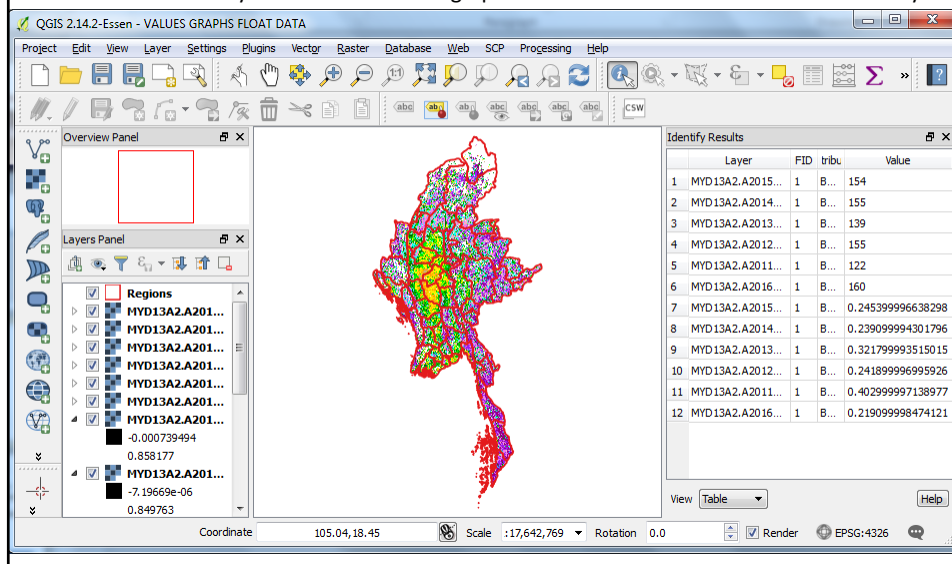 QGIS 2.14.2-Essen - VALUES GRAPHS FLOAT DATA
Project Edit View Layer Settings Plugins Vector Raster Database Web SCP Processing Help
abc ab abc abc abc abc abc CSW
Overview Panel
Layers Panel
Regions
MYD13A2.A201...
MYD13A2.A201...
MYD13A2.A201...
MYD13A2.A201...
MYD13A2.A201...
MYD13A2.A201...
MYD13A2.A201...
-0.000739494
0.858177
MYD13A2.A201...
-7.19669e-06
0.849763
Identify Results
Layer FID tribu Value
1 MYD13A2.A2015... 1 B... 154
2 MYD13A2.A2014... 1 B... 155
3 MYD13A2.A2013... 1 B... 139
4 MYD13A2.A2012... 1 B... 155
5 MYD13A2.A2011... 1 B... 122
6 MYD13A2.A2016... 1 B... 160
7 MYD13A2.A2015... 1 B... 0.245399996638298
8 MYD13A2.A2014... 1 B... 0.239099994301796
9 MYD13A2.A2013... 1 B... 0.321799993515015
10 MYD13A2.A2012... 1 B... 0.241899996995926
11 MYD13A2.A2011... 1 B... 0.402999997138977
12 MYD13A2.A2016... 1 B... 0.219099998474121
View Table Help
Coordinate 105.04,18.45 Scale :17,642,769 Rotation 0.0 Render EPSG:4326